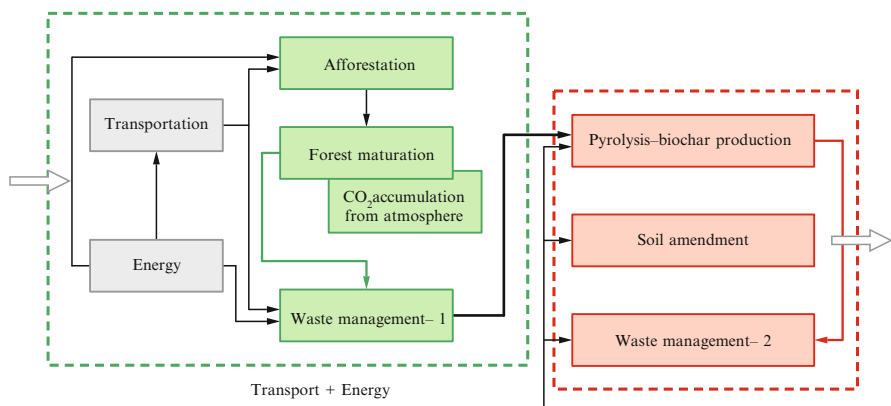 Afforestation
Transportation
Forest maturation
CO₂accumulation
from atmosphere
Energy
Waste management– 1
Transport + Energy
Pyrolysis–biochar production
Soil amendment
Waste management– 2